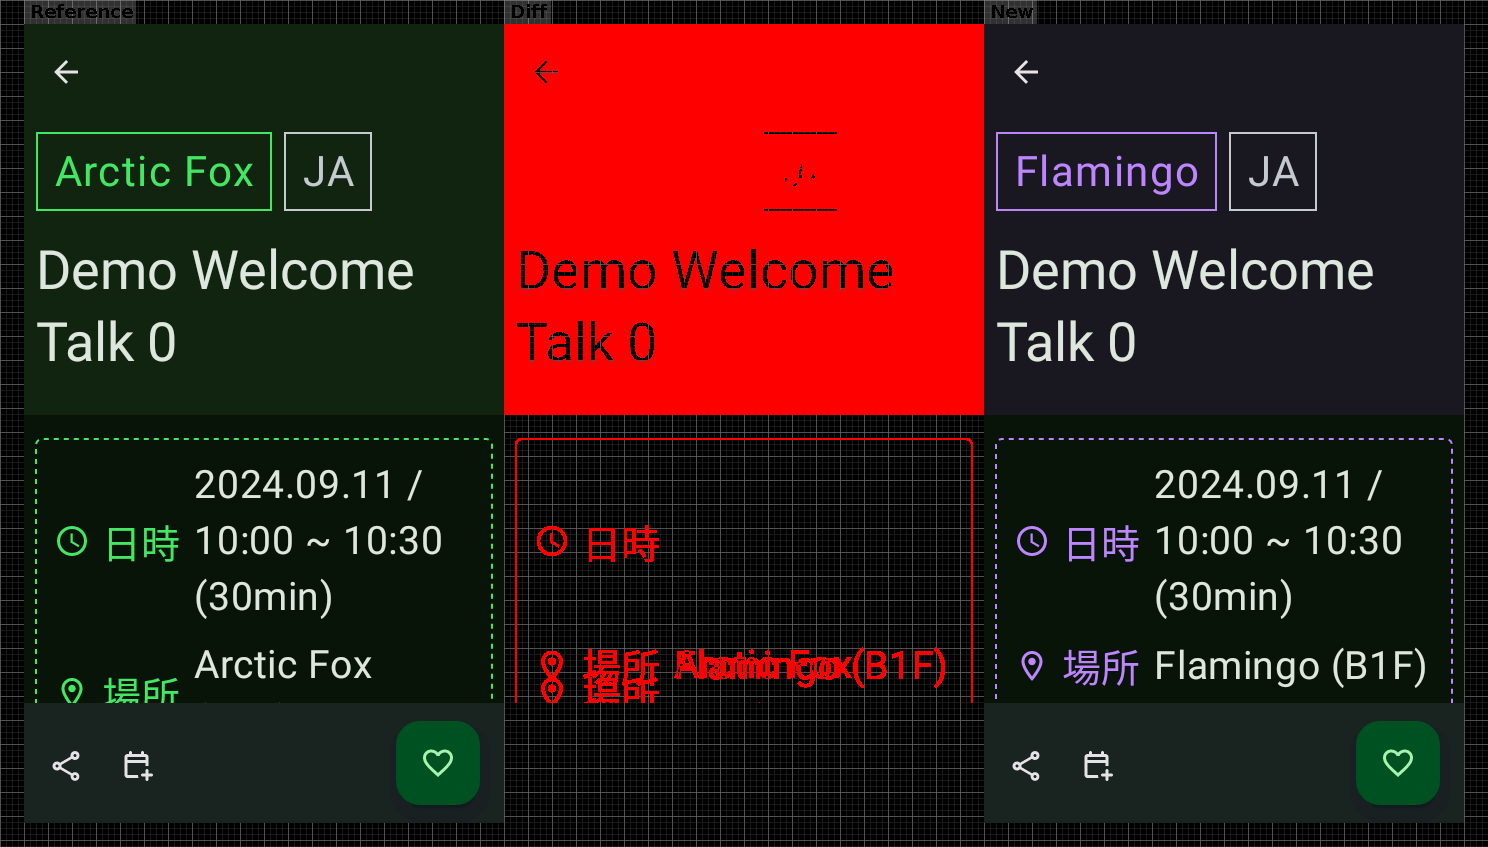 Reference
Diff
New
Arctic Fox
JA
Demo Welcome
Talk 0
日時
2024.09.11 /
10:00 ~ 10:30
(30min)
場所
Arctic Fox
Demo Welcome
Talk 0
日時
場所
(B1F)
場所
Flamingo
JA
Demo Welcome
Talk 0
日時
2024.09.11 /
10:00 ~ 10:30
(30min)
場所
Flamingo (B1F)